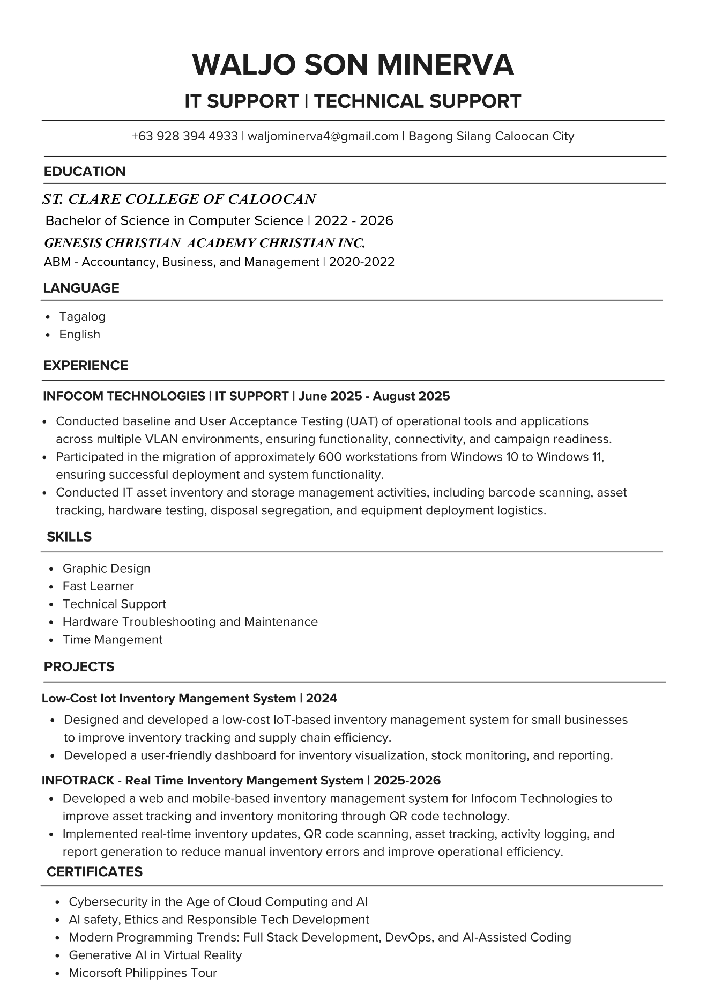 WALJO SON MINERVA
IT SUPPORT | TECHNICAL SUPPORT
+63 928 394 4933 | waljominerva4@gmail.com | Bagong Silang Caloocan City
EDUCATION
ST. CLARE COLLEGE OF CALOOCAN
Bachelor of Science in Computer Science | 2022 - 2026
GENESIS CHRISTIAN ACADEMY CHRISTIAN INC.
ABM - Accountancy, Business, and Management | 2020-2022
LANGUAGE
• Tagalog
• English
EXPERIENCE
INFOCOM TECHNOLOGIES | IT SUPPORT | June 2025 - August 2025
• Conducted baseline and User Acceptance Testing (UAT) of operational tools and applications
across multiple VLAN environments, ensuring functionality, connectivity, and campaign readiness.
• Participated in the migration of approximately 600 workstations from Windows 10 to Windows 11,
ensuring successful deployment and system functionality.
• Conducted IT asset inventory and storage management activities, including barcode scanning, asset
tracking, hardware testing, disposal segregation, and equipment deployment logistics.
SKILLS
• Graphic Design
• Fast Learner
• Technical Support
• Hardware Troubleshooting and Maintenance
• Time Mangement
PROJECTS
Low-Cost Iot Inventory Mangement System | 2024
• Designed and developed a low-cost IoT-based inventory management system for small businesses
to improve inventory tracking and supply chain efficiency.
• Developed a user-friendly dashboard for inventory visualization, stock monitoring, and reporting.
INFOTRACK - Real Time Inventory Mangement System | 2025-2026
• Developed a web and mobile-based inventory management system for Infocom Technologies to
improve asset tracking and inventory monitoring through QR code technology.
• Implemented real-time inventory updates, QR code scanning, asset tracking, activity logging, and
report generation to reduce manual inventory errors and improve operational efficiency.
CERTIFICATES
• Cybersecurity in the Age of Cloud Computing and AI
• AI safety, Ethics and Responsible Tech Development
• Modern Programming Trends: Full Stack Development, DevOps, and AI-Assisted Coding
• Generative AI in Virtual Reality
• Micorsoft Philippines Tour